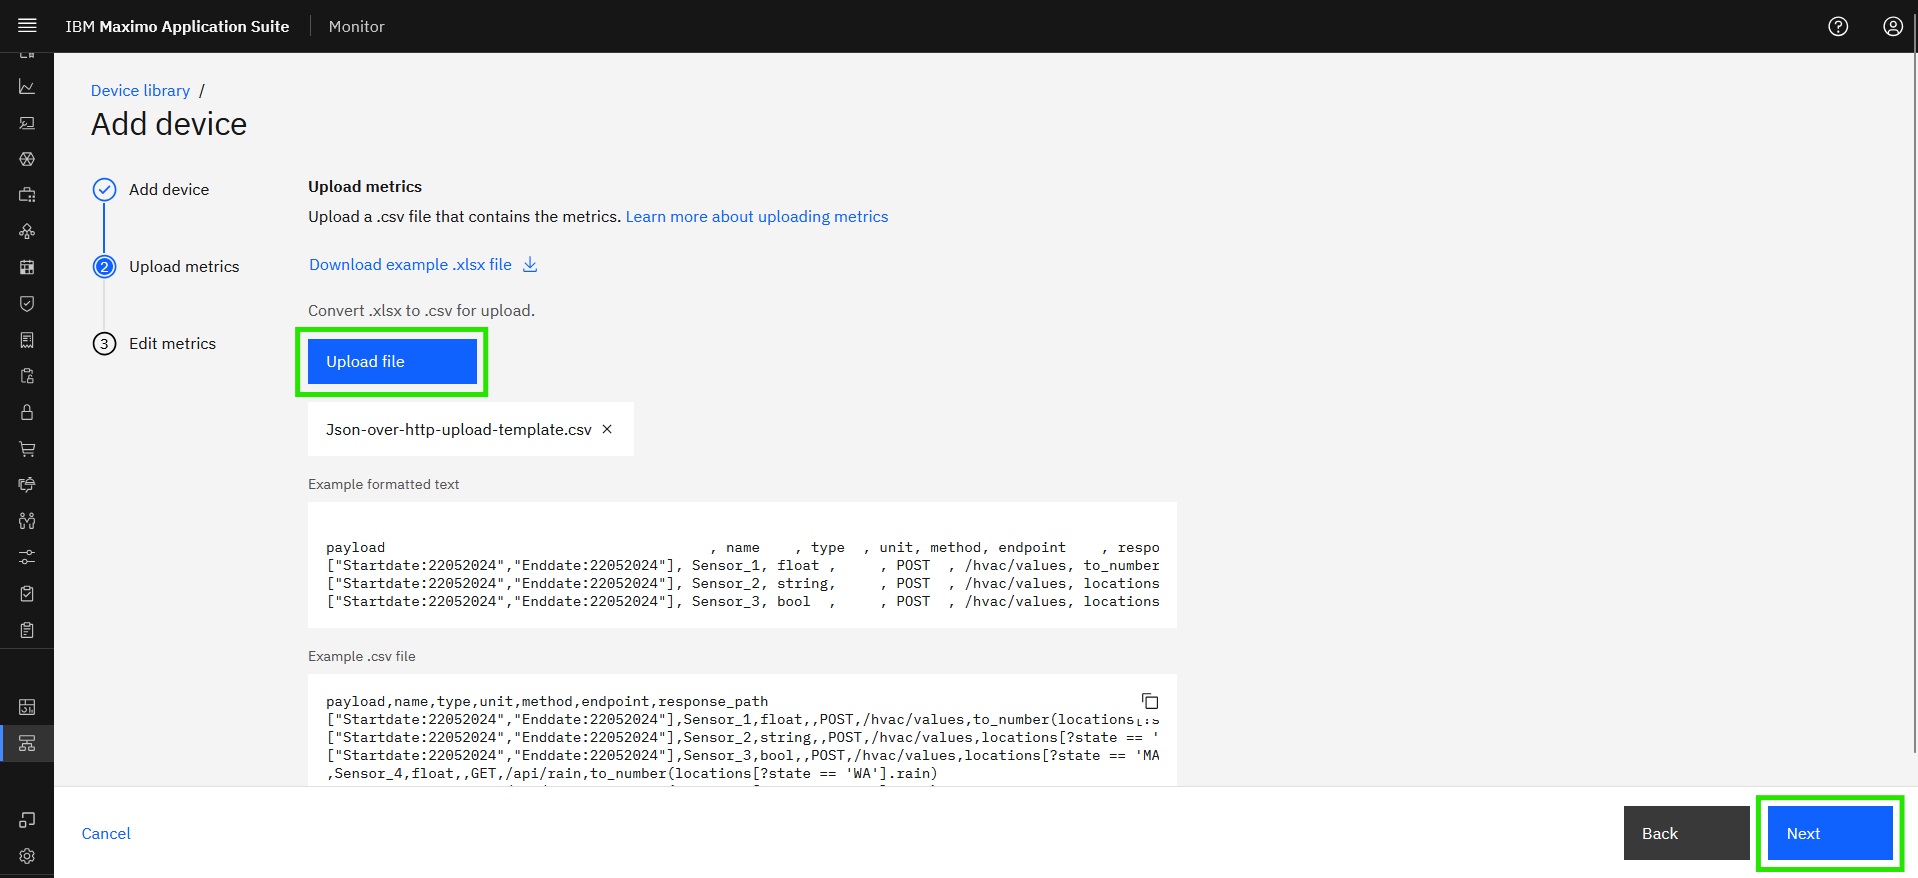 IBM Maximo Application Suite
Monitor
Device library /
Add device
Add device
2
Upload metrics
3
Edit metrics
Upload metrics
Upload a .csv file that contains the metrics. Learn more about uploading metrics
Download example .xlsx file
Convert .xlsx to .csv for upload.
Upload file
Json-over-http-upload-template.csv
Example formatted text
payload , name , type , unit, method, endpoint , respo
["Startdate:22052024","Enddate:22052024"], Sensor_1, float , , POST , /hvac/values, to_number
["Startdate:22052024","Enddate:22052024"], Sensor_2, string, , POST , /hvac/values, locations
["Startdate:22052024","Enddate:22052024"], Sensor_3, bool , , POST , /hvac/values, locations
Example .csv file
payload,name,type,unit,method,endpoint,response_path
["Startdate:22052024","Enddate:22052024"],Sensor_1,float,,POST,/hvac/values,to_number(locations[?s
["Startdate:22052024","Enddate:22052024"],Sensor_2,string,,POST,/hvac/values,locations[?state == '
["Startdate:22052024","Enddate:22052024"],Sensor_3,bool,,POST,/hvac/values,locations[?state == 'MA
,Sensor_4,float,,GET,/api/rain,to_number(locations[?state == 'WA'].rain)
Cancel
Back
Next